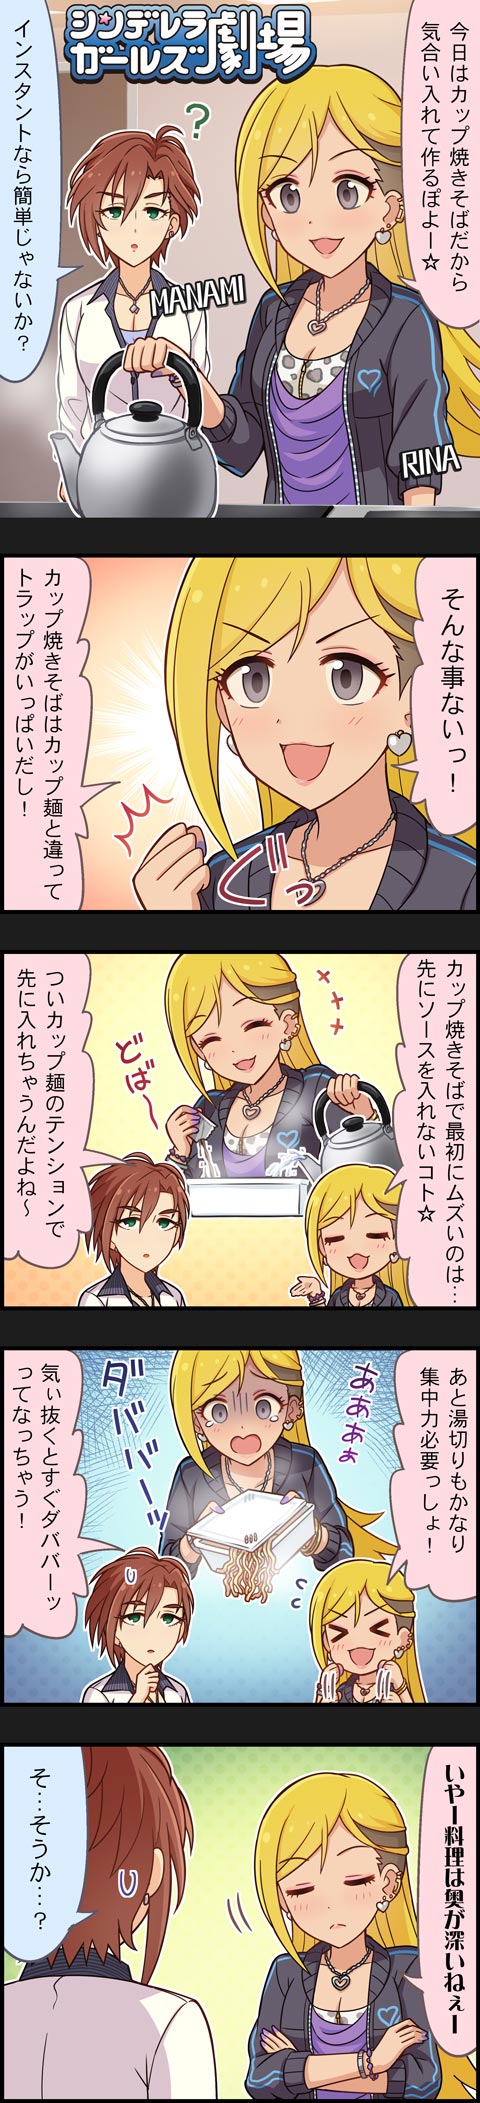 シンデレラ
ガールズ劇場
今日はカップ焼きそばだから
気合い入れて作るぽよー☆
?
インスタントなら簡単じゃないか?
MANAMI
RINA
そんな事ないっ!
カップ焼きそばはカップ麺と違って
トラップがいっぱいだし!
ぐっ
カップ焼きそばで最初にムズいのは…
先にソースを入れないコト☆
どば〜
ついカップ麺のテンションで
先に入れちゃうんだよね〜
あと湯切りもかなり
集中力必要っしょ!
あぁぁぁ
ダババーッ
気ぃ抜くとすぐダババーッ
ってなっちゃう!
いやー料理は奥が深いねぇー
そ…そうか…?